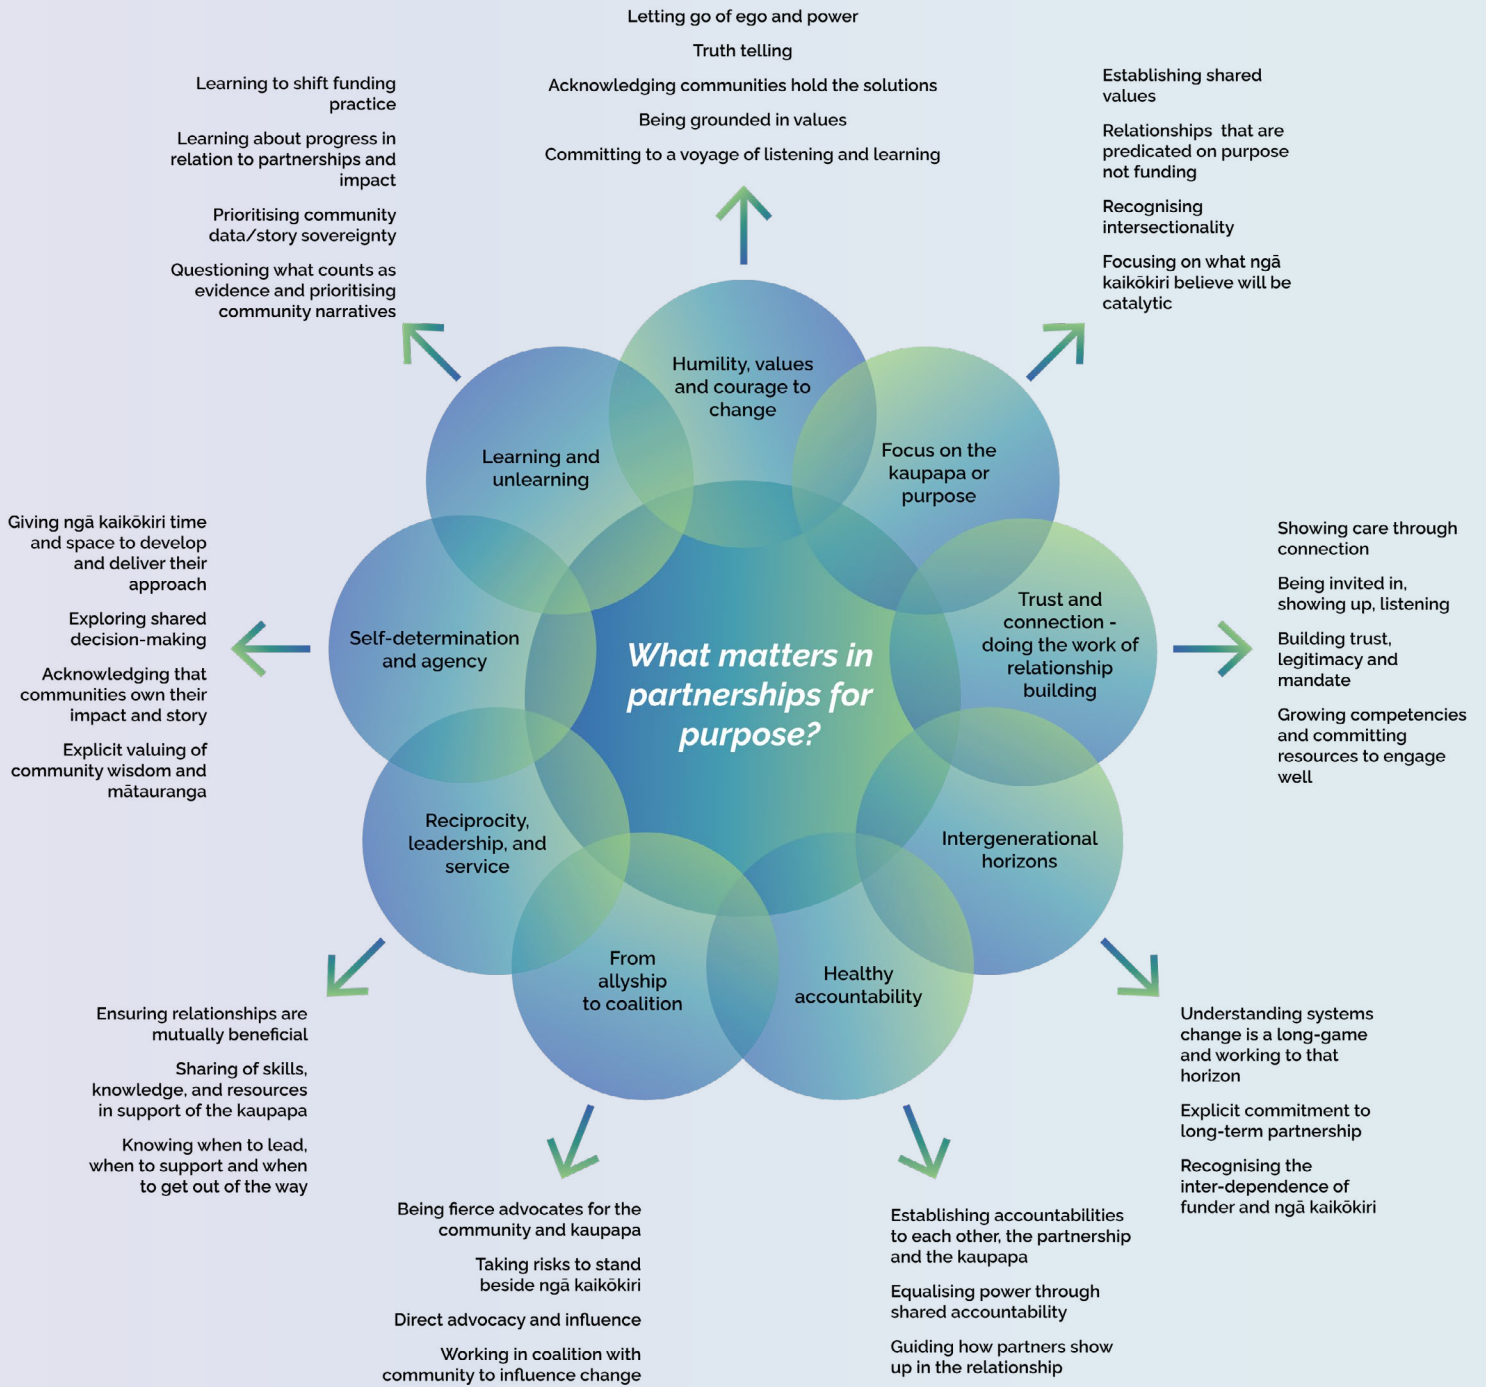 Letting go of ego and power
Truth telling
Acknowledging communities hold the solutions
Being grounded in values
Committing to a voyage of listening and learning
Humility, values
and courage to
change
Establishing shared
values
Relationships that are
predicated on purpose
not funding
Recognising
intersectionality
Focusing on what ngā
kaikōkiri believe will be
catalytic
Focus on the
kaupapa or
purpose
Showing care through
connection
Being invited in,
showing up, listening
Building trust,
legitimacy and
mandate
Growing competencies
and committing
resources to engage
well
Trust and
connection -
doing the work of
relationship
building
Understanding systems
change is a long-game
and working to that
horizon
Explicit commitment to
long-term partnership
Recognising the
inter-dependence of
funder and ngā kaikōkiri
Intergenerational
horizons
Establishing accountabilities
to each other, the partnership
and the kaupapa
Equalising power through
shared accountability
Guiding how partners show
up in the relationship
Healthy
accountability
Being fierce advocates for the
community and kaupapa
Taking risks to stand
beside ngā kaikōkiri
Direct advocacy and influence
Working in coalition with
community to influence change
From
allyship
to coalition
Ensuring relationships are
mutually beneficial
Sharing of skills,
knowledge, and resources
in support of the kaupapa
Knowing when to lead,
when to support and when
to get out of the way
Reciprocity,
leadership, and
service
Giving ngā kaikōkiri time
and space to develop
and deliver their
approach
Exploring shared
decision-making
Acknowledging that
communities own their
impact and story
Explicit valuing of
community wisdom and
mātauranga
Self-determination
and agency
Learning to shift funding
practice
Learning about progress in
relation to partnerships and
impact
Prioritising community
data/story sovereignty
Questioning what counts as
evidence and prioritising
community narratives
Learning and
unlearning
What matters in
partnerships for
purpose?